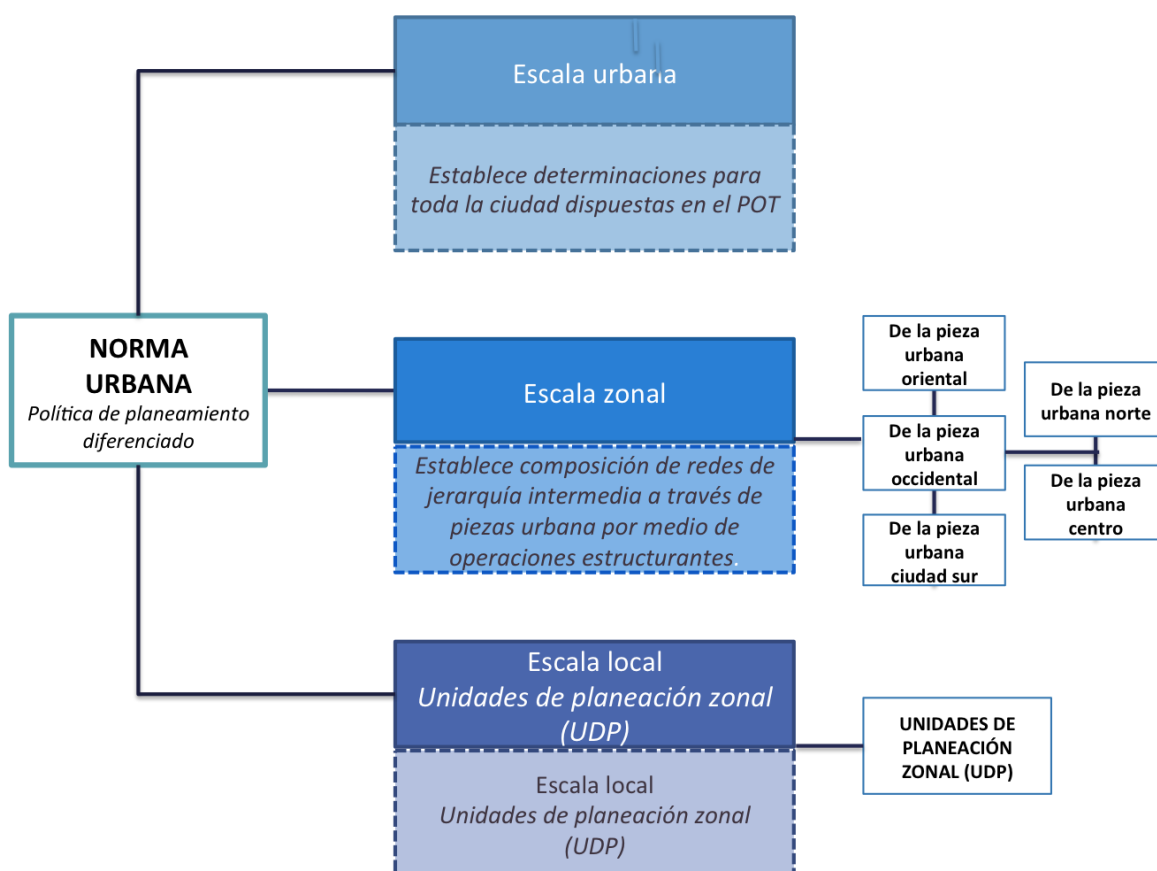 Escala urbana
Establece determinaciones para
toda la ciudad dispuestas en el POT
NORMA
URBANA
Política de planeamiento
diferenciado
Escala zonal
Establece composición de redes de
jerarquía intermedia a través de
piezas urbana por medio de
operaciones estructurantes.
De la pieza
urbana
oriental
De la pieza
urbana
occidental
De la pieza
urbana
ciudad sur
De la pieza
urbana norte
De la pieza
urbana
centro
Escala local
Unidades de planeación zonal
(UDP)
Escala local
Unidades de planeación zonal
(UDP)
UNIDADES DE
PLANEACIÓN
ZONAL (UDP)